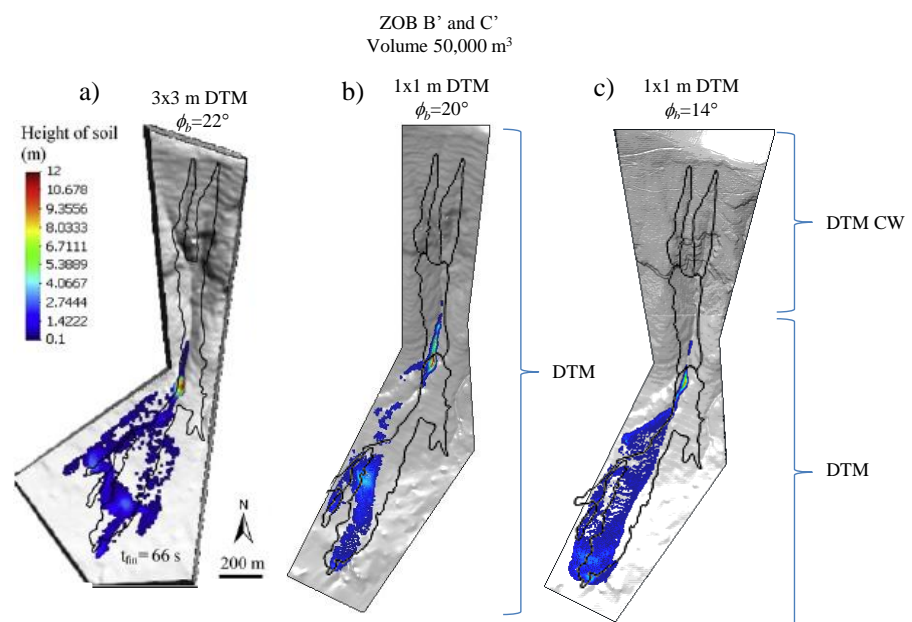 ZOB B’ and C’
Volume 50,000 m³
a)
3x3 m DTM
ϕb=22°
b)
1x1 m DTM
ϕb=20°
c)
1x1 m DTM
ϕb=14°
Height of soil
(m)
12
10.678
9.3556
8.0333
6.7111
5.3889
4.0667
2.7444
1.4222
0.1
DTM CW
DTM
DTM
N
200 m
tfin= 66 s